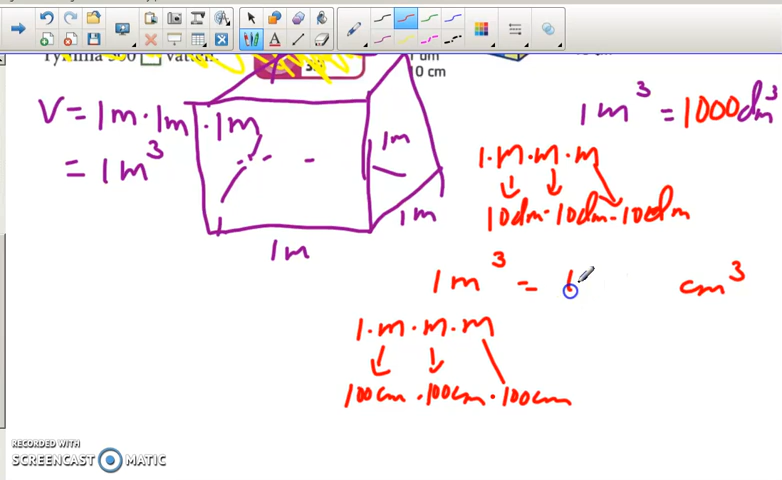 1 dm
10 cm
V = 1m · 1m · 1m
= 1m³
1m
1m
1m
1m³ = 1000dm³
1·m·m·m
10dm·10dm·10dm
1m³ = 1 cm³
1·m·m·m
100cm·100cm·100cm
RECORDED WITH
SCREENCAST MATIC